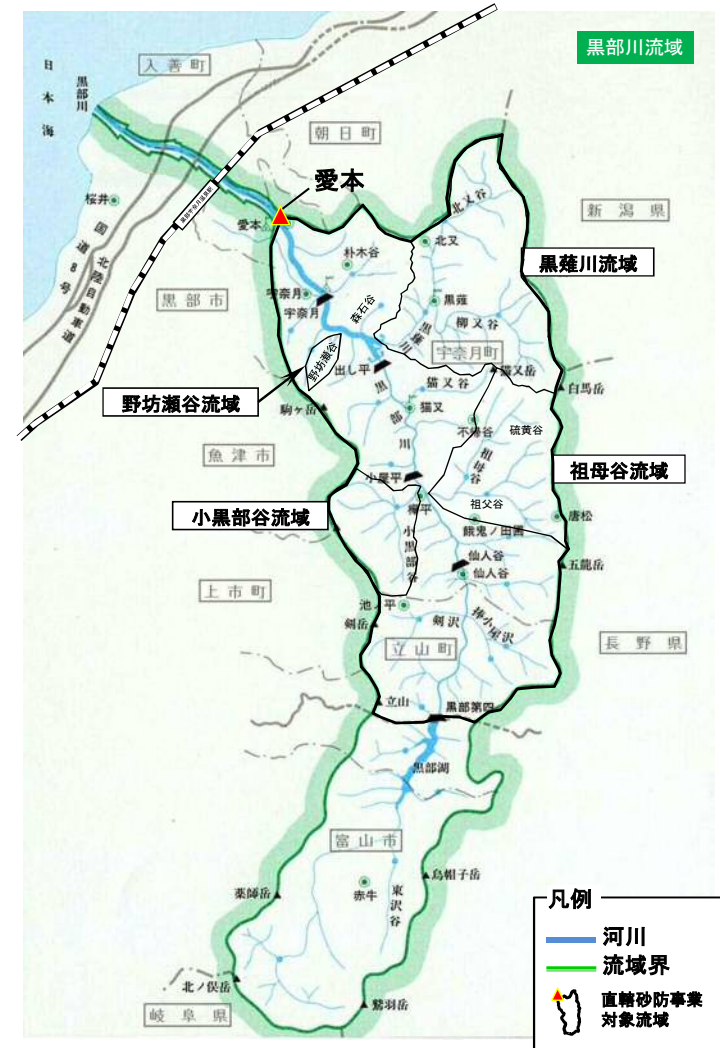 黒部川流域
入善町
日本海
黒部川
朝日町
愛本
桜井
愛本
新潟県
北又谷
北又
朴木谷
黒薙川流域
国道8号
北陸自動車道
黒部市
宇奈月
宇奈月
森石谷
黒薙
黒薙川
柳又谷
宇奈月町
野坊瀬谷
出し平
猫又岳
白馬岳
野坊瀬谷流域
駒ヶ岳
黒部川
猫又谷
猫又
不帰谷
硫黄谷
祖母谷
魚津市
小屋平
祖母谷流域
小黒部谷流域
欅平
祖父谷
唐松
餓鬼ノ田圃
小黒部谷
仙人谷
仙人谷
五龍岳
上市町
池ノ平
剣岳
剣沢
棒小屋沢
立山町
長野県
立山
黒部第四
黒部湖
富山市
烏帽子岳
薬師岳
赤牛
東沢谷
北ノ俣岳
鷲羽岳
岐阜県
凡例
河川
流域界
直轄砂防事業
対象流域